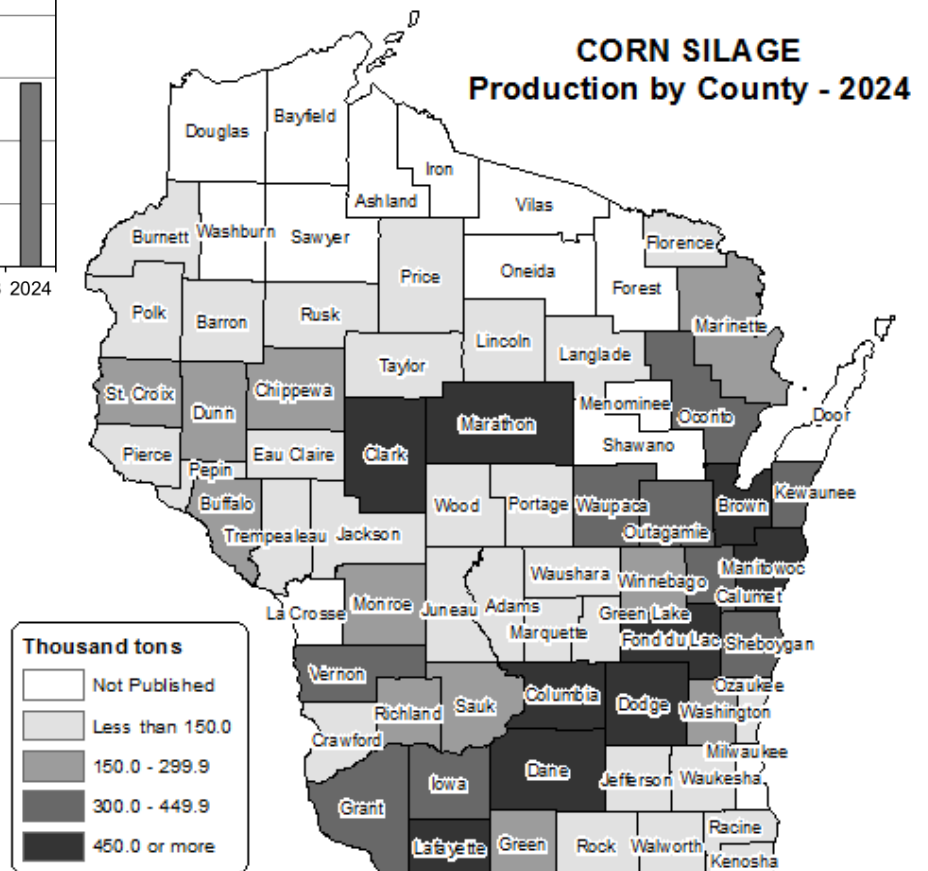 CORN SILAGE
Production by County - 2024
2024
Douglas
Bayfield
Ashland
Iron
Vilas
Burnett
Washburn
Sawyer
Price
Oneida
Forest
Florence
Polk
Barron
Rusk
Lincoln
Langlade
Marinette
Taylor
St. Croix
Dunn
Chippewa
Clark
Marathon
Menominee
Shawano
Oconto
Door
Pierce
Pepin
Eau Claire
Buffalo
Trempealeau
Jackson
Wood
Portage
Waupaca
Outagamie
Brown
Kewaunee
La Crosse
Monroe
Juneau
Adams
Waushara
Marquette
Green Lake
Winnebago
Calumet
Manitowoc
Fond du Lac
Sheboygan
Vernon
Crawford
Richland
Sauk
Columbia
Dodge
Washington
Ozaukee
Milwaukee
Grant
Iowa
Dane
Jefferson
Waukesha
Lafayette
Green
Rock
Walworth
Racine
Kenosha
Thousand tons
Not Published
Less than 150.0
150.0 - 299.9
300.0 - 449.9
450.0 or more